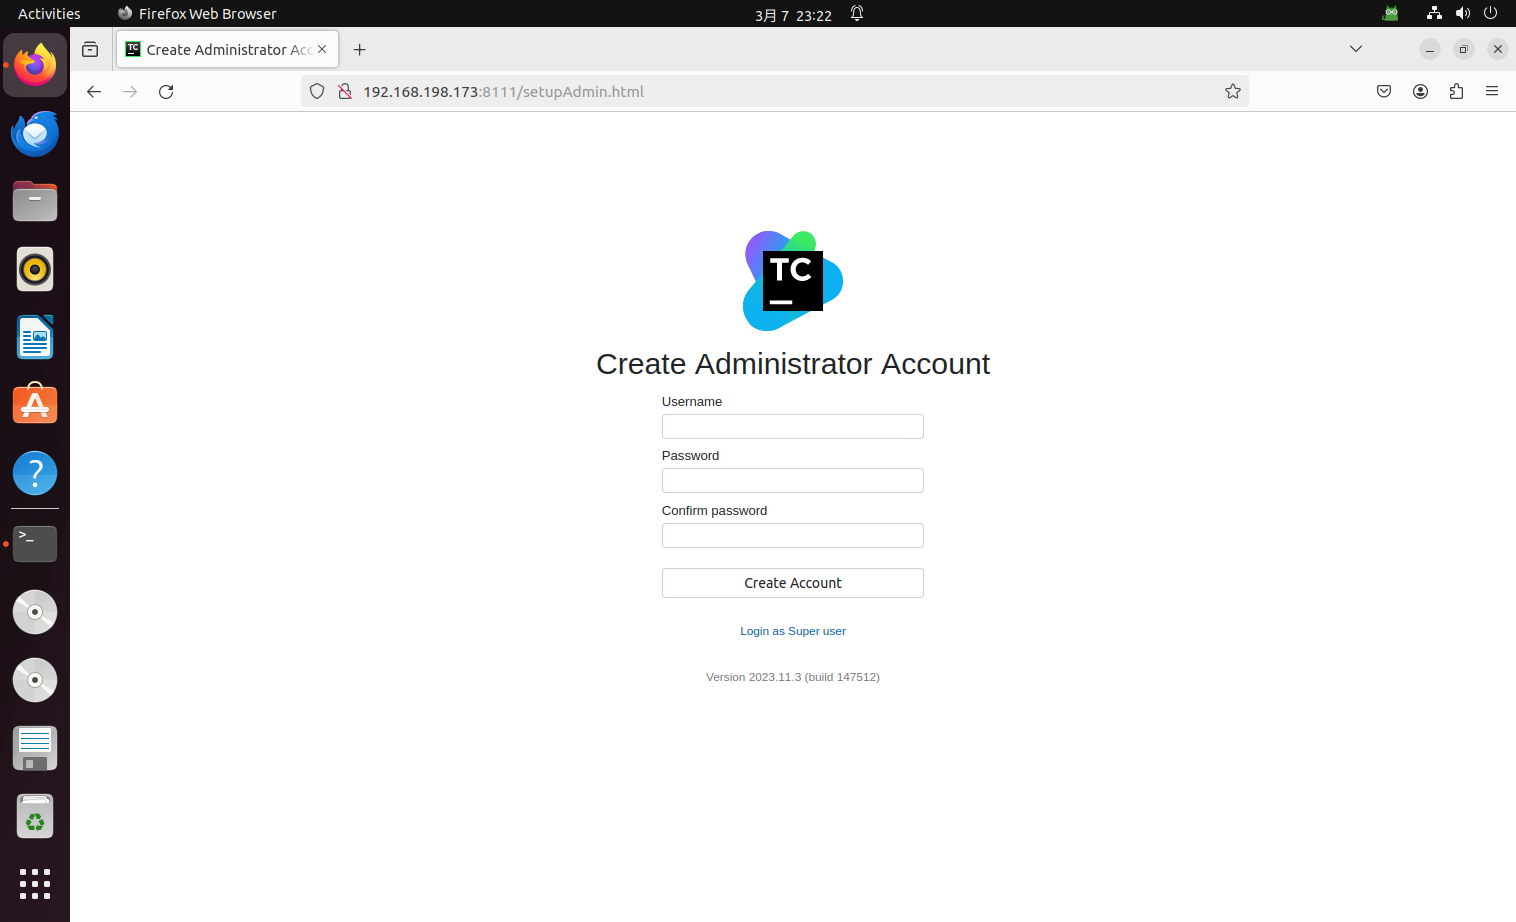 Activities
Firefox Web Browser
3月 7 23:22
Create Administrator Acc
192.168.198.173:8111/setupAdmin.html
TC
Create Administrator Account
Username
Password
Confirm password
Create Account
Login as Super user
Version 2023.11.3 (build 147512)